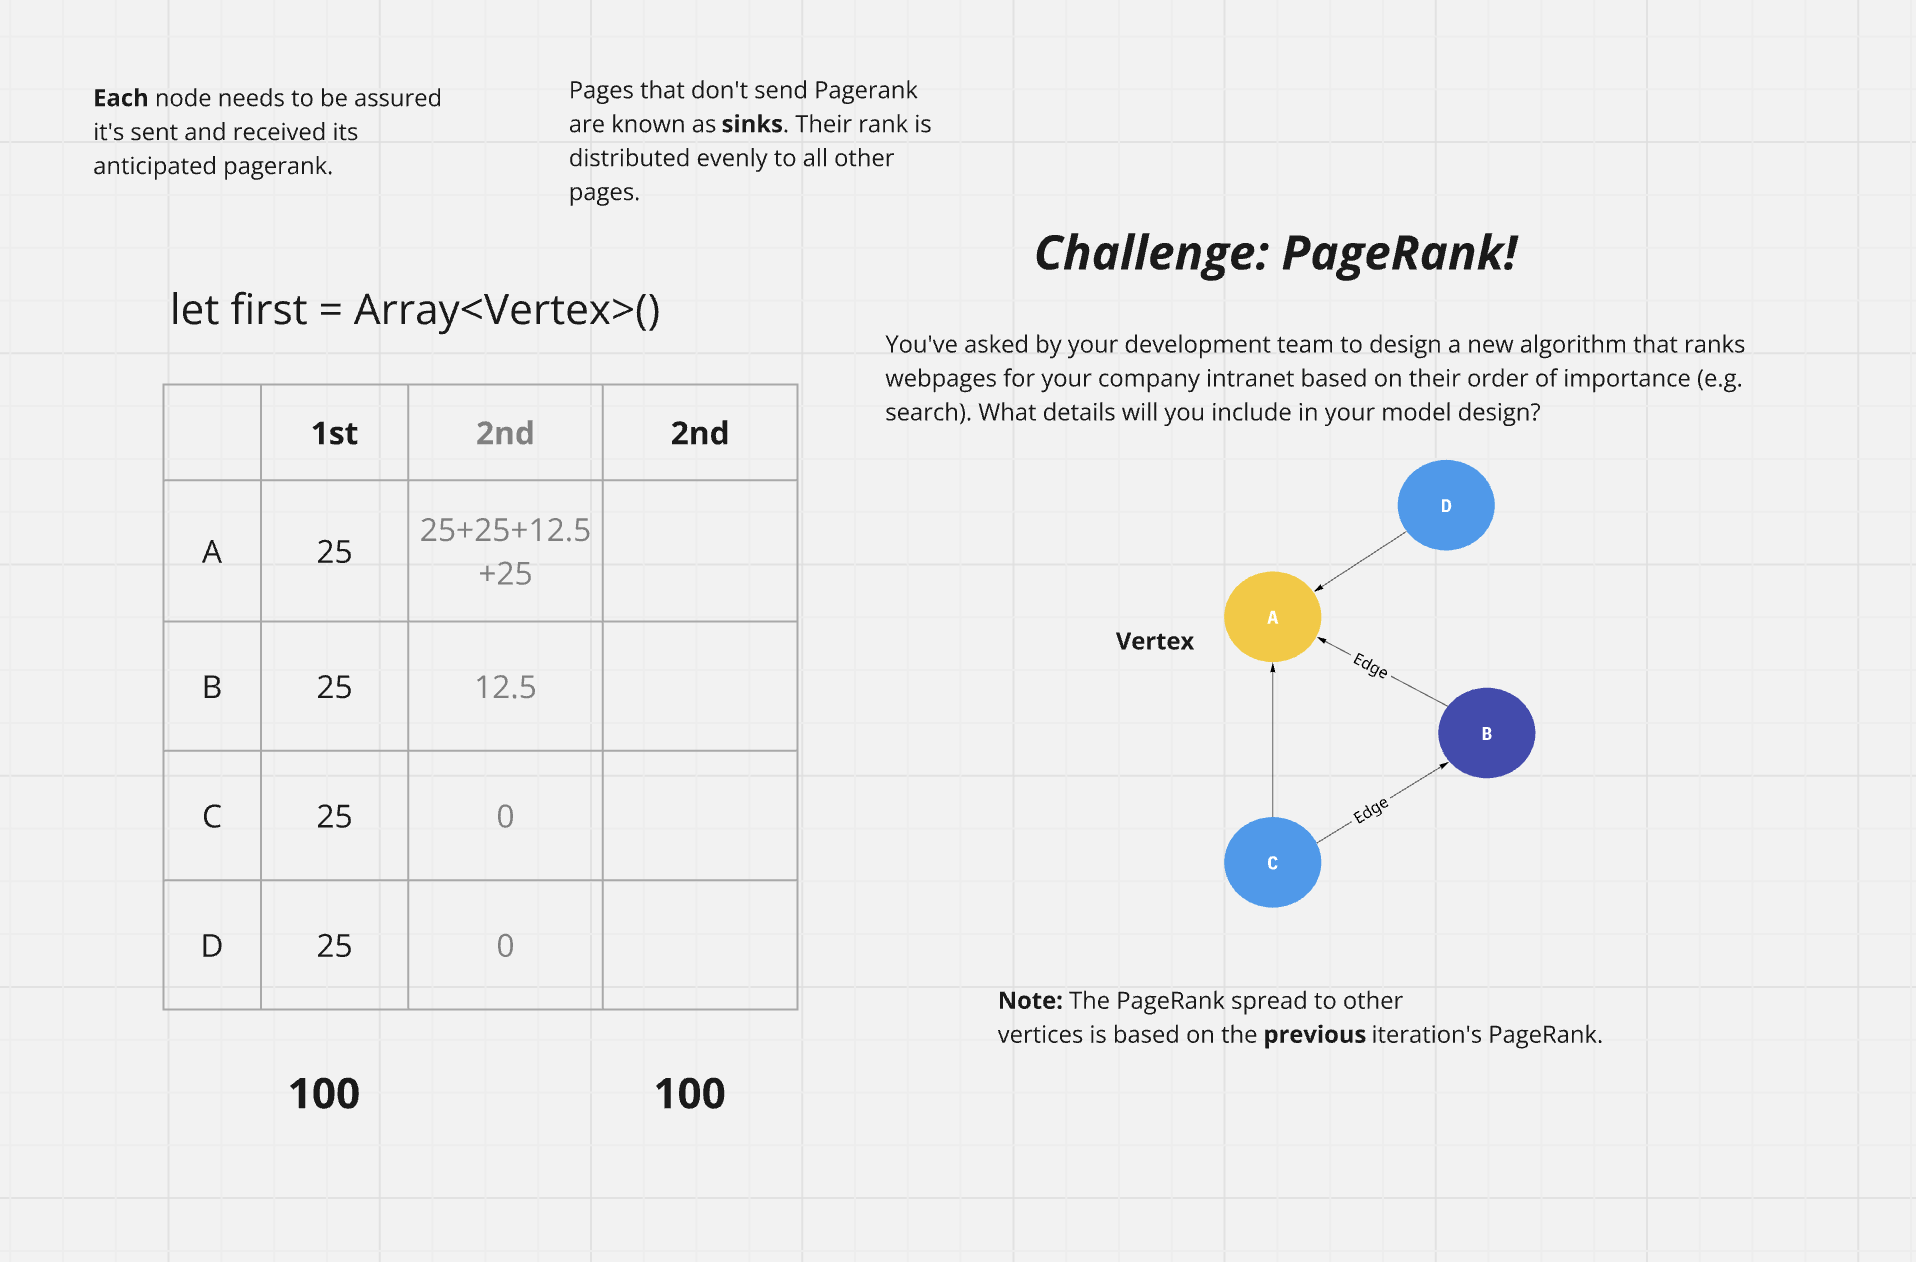 Each node needs to be assured
it's sent and received its
anticipated pagerank.
Pages that don't send Pagerank
are known as sinks. Their rank is
distributed evenly to all other
pages.
Challenge: PageRank!
let first = Array<Vertex>()
You've asked by your development team to design a new algorithm that ranks
webpages for your company intranet based on their order of importance (e.g.
search). What details will you include in your model design?
1st 2nd 2nd
A 25 25+25+12.5
+25
B 25 12.5
C 25 0
D 25 0
100 100
D
A
Vertex
Edge
B
Edge
C
Note: The PageRank spread to other
vertices is based on the previous iteration's PageRank.